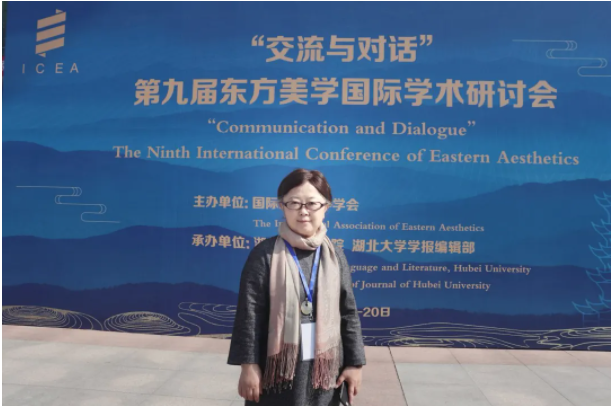 ICEA
“交流与对话”
第九届东方美学国际学术研讨会
“Communication and Dialogue”
The Ninth International Conference of Eastern Aesthetics
主办单位: 国际 学会
The In al Association of Eastern Aesthetics
承办单位: 院 湖北大学学报编辑部
guage and Literature, Hubei University
of Journal of Hubei University
-20日